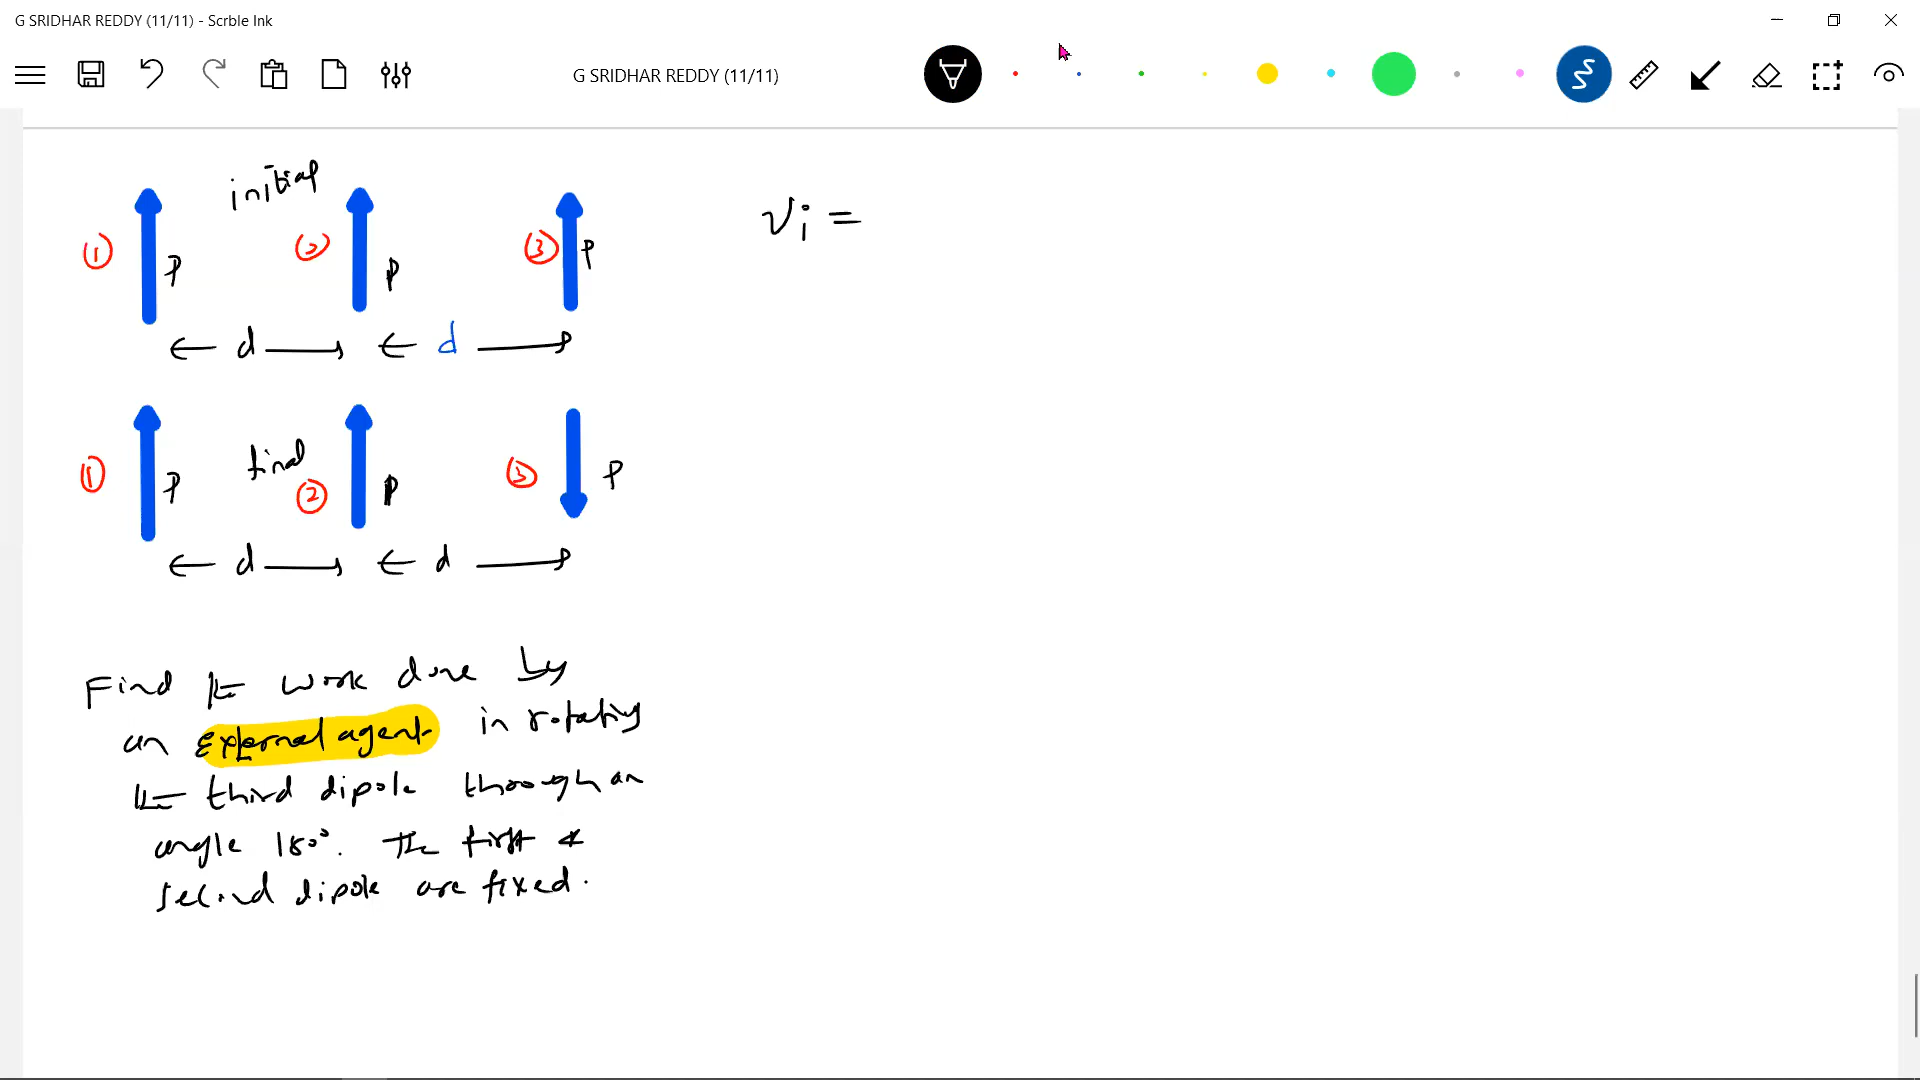 G SRIDHAR REDDY (11/11) - Scrble Ink
G SRIDHAR REDDY (11/11)
initial
① P ② P ③ P
d d
Vi =
① P final ② P ③ P
d d
Find the work done by
an external agent in rotating
the third dipole through an
angle 180°. The first &
second dipole are fixed.